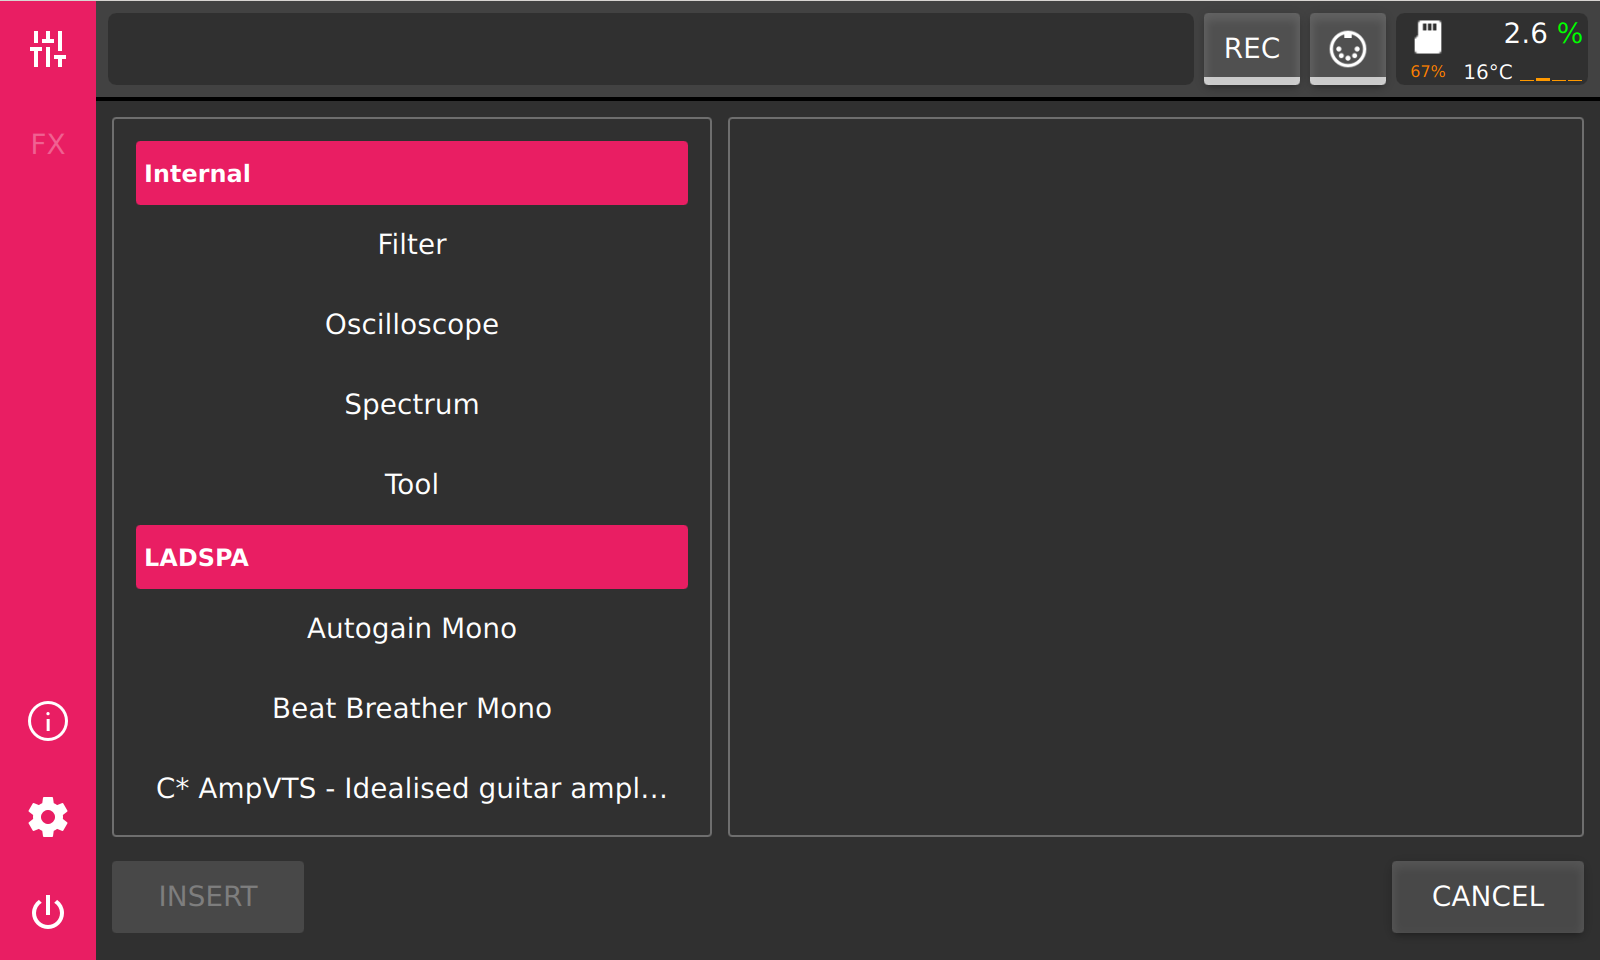 REC
2.6 %
67% 16°C
FX
Internal
Filter
Oscilloscope
Spectrum
Tool
LADSPA
Autogain Mono
Beat Breather Mono
C* AmpVTS - Idealised guitar ampl...
INSERT
CANCEL